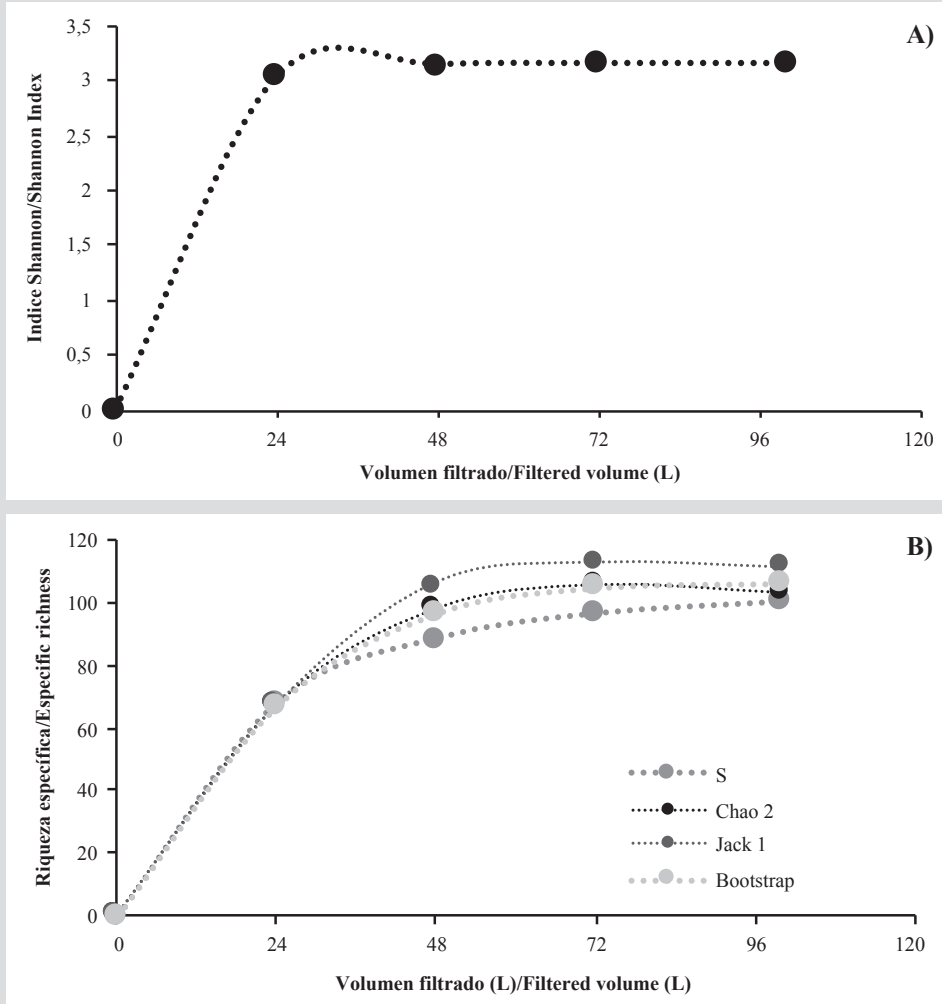 A)
Indice Shannon/Shannon Index
3,5
3
2,5
2
1,5
1
0,5
0
0 24 48 72 96 120
Volumen filtrado/Filtered volume (L)
B)
Riqueza específica/Especific richness
120
100
80
60
40
20
0
S
Chao 2
Jack 1
Bootstrap
0 24 48 72 96 120
Volumen filtrado (L)/Filtered volume (L)